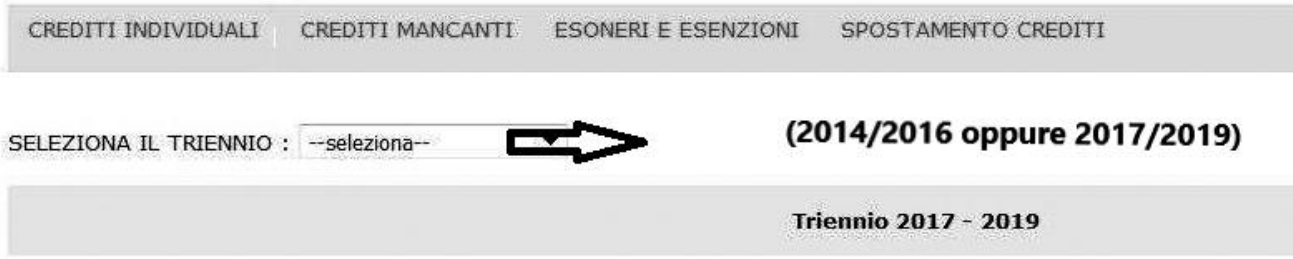 CREDITI INDIVIDUALI CREDITI MANCANTI ESONERI E ESENZIONI SPOSTAMENTO CREDITI
SELEZIONA IL TRIENNIO : --seleziona-- (2014/2016 oppure 2017/2019)
Triennio 2017 - 2019